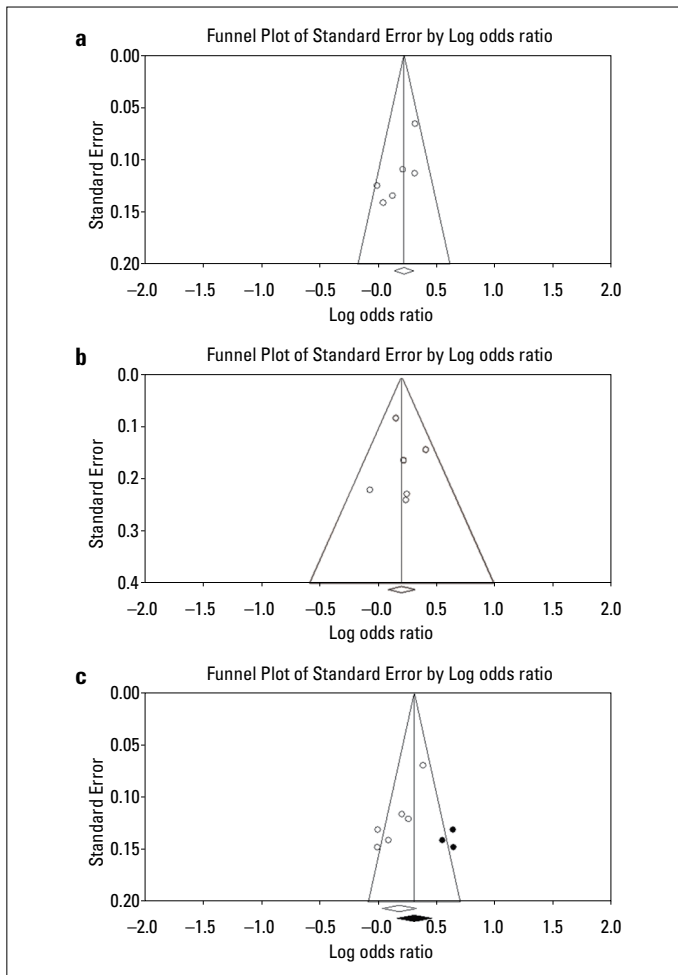 a
Funnel Plot of Standard Error by Log odds ratio
0.00
0.05
0.10
0.15
0.20
Standard Error
–2.0 –1.5 –1.0 –0.5 –0.0 0.5 1.0 1.5 2.0
Log odds ratio
b
Funnel Plot of Standard Error by Log odds ratio
0.0
0.1
0.2
0.3
0.4
Standard Error
–2.0 –1.5 –1.0 –0.5 –0.0 0.5 1.0 1.5 2.0
Log odds ratio
c
Funnel Plot of Standard Error by Log odds ratio
0.00
0.05
0.10
0.15
0.20
Standard Error
–2.0 –1.5 –1.0 –0.5 –0.0 0.5 1.0 1.5 2.0
Log odds ratio